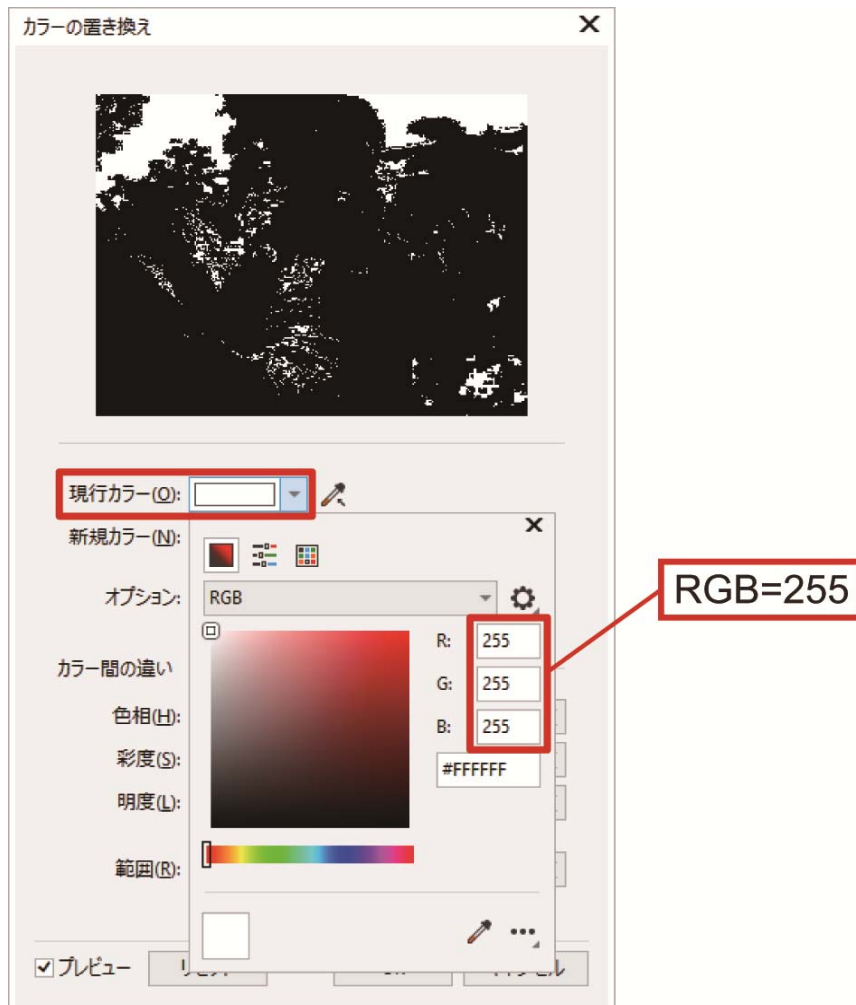 カラーの置き換え
現行カラー(O):
新規カラー(N):
オプション:
RGB
RGB=255
R: 255
カラー間の違い
G: 255
色相(H):
B: 255
彩度(S):
#FFFFFF
明度(L):
範囲(R):
プレビュー